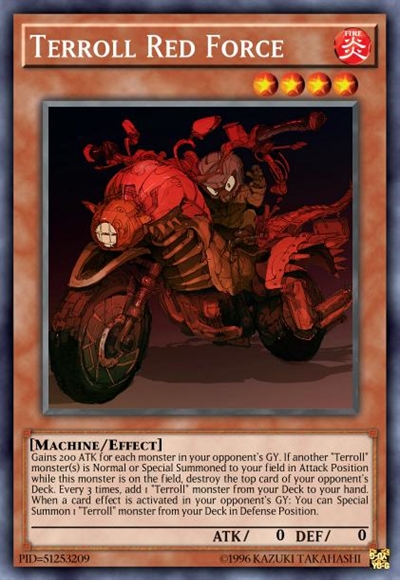 Terroll Red Force
FIRE
炎
[Machine/Effect]
Gains 200 ATK for each monster in your opponent's GY. If another "Terroll"
monster(s) is Normal or Special Summoned to your field in Attack Position
while this monster is on the field, destroy the top card of your opponent's
Deck. Every 3 times, add 1 "Terroll" monster from your Deck to your hand.
When a card effect is activated in your opponent's GY: You can Special
Summon 1 "Terroll" monster from your Deck in Defense Position.
ATK/ 0 DEF/ 0
PID=51253209 ©1996 KAZUKI TAKAHASHI